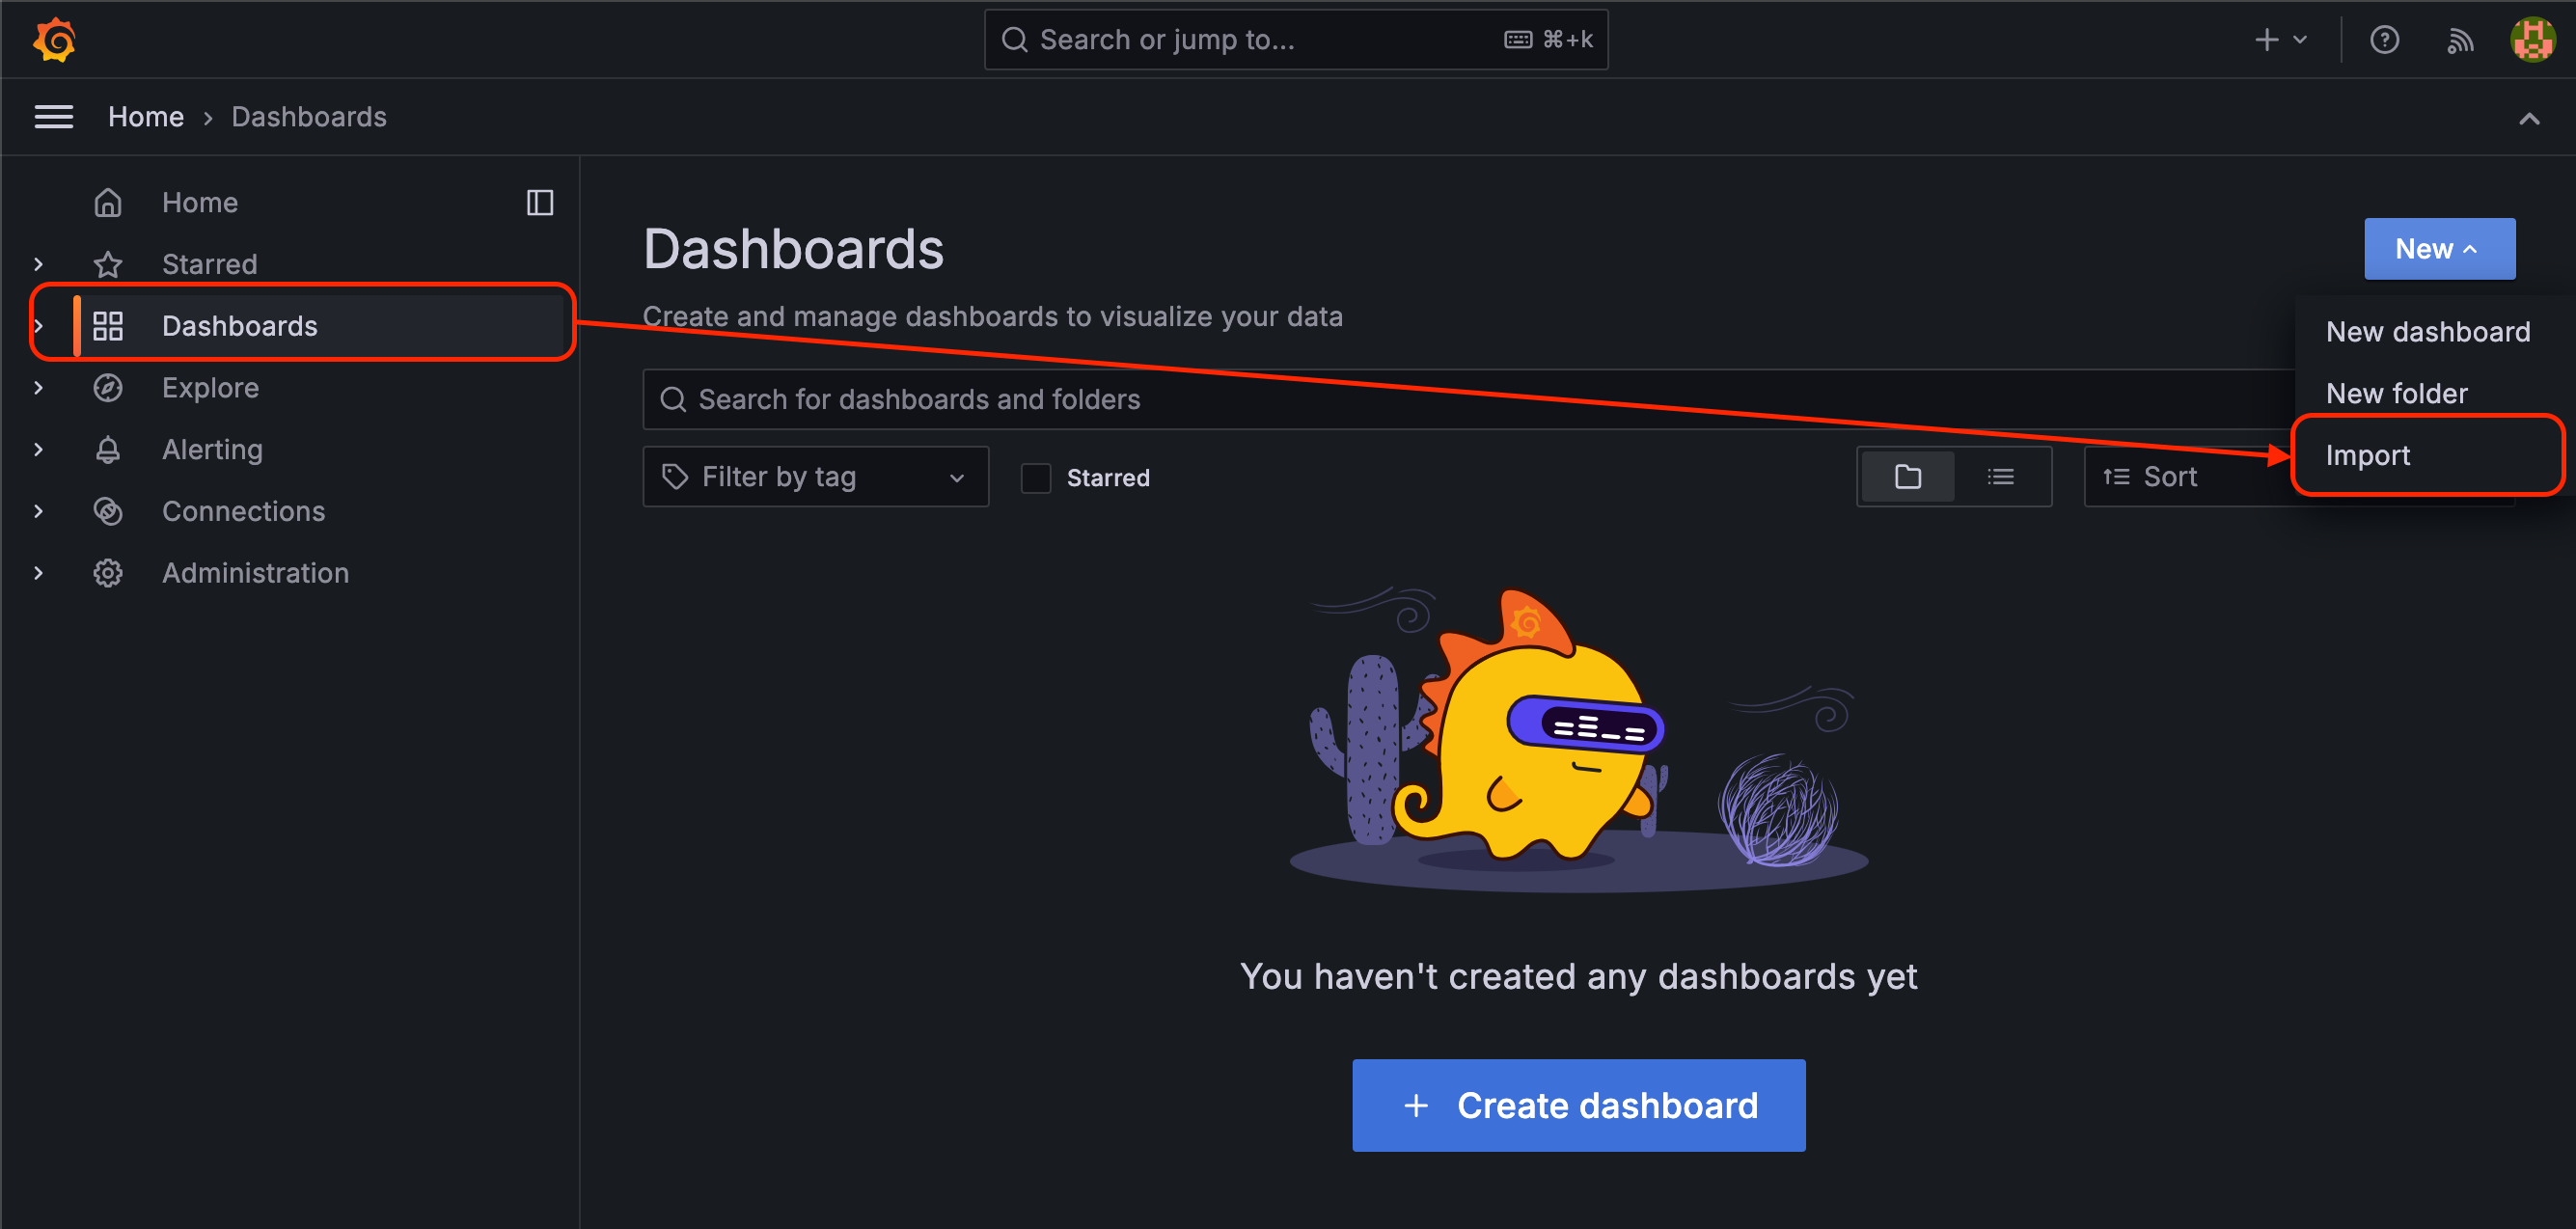 Search or jump to... ⌘+k
Home › Dashboards
Home
Starred
Dashboards
Explore
Alerting
Connections
Administration
Dashboards
Create and manage dashboards to visualize your data
New
New dashboard
New folder
Import
Search for dashboards and folders
Filter by tag
Starred
Sort
You haven't created any dashboards yet
+ Create dashboard